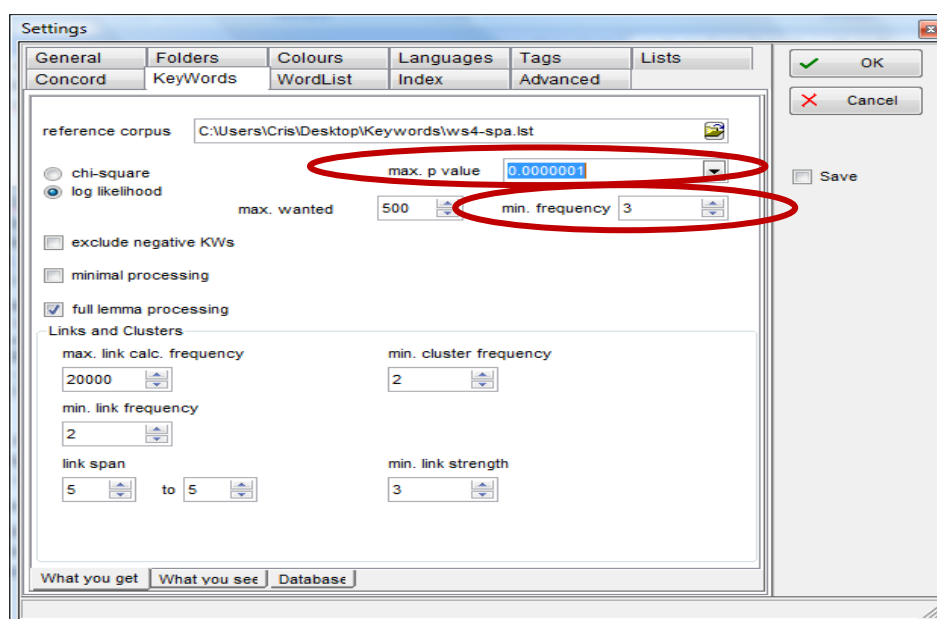 Settings
General Folders Colours Languages Tags Lists
Concord KeyWords WordList Index Advanced
OK
Cancel
Save
reference corpus C:\Users\Cris\Desktop\Keywords\ws4-spa.lst
chi-square
log likelihood
max. p value 0.0000001
max. wanted 500 min. frequency 3
exclude negative KWs
minimal processing
full lemma processing
Links and Clusters
max. link calc. frequency min. cluster frequency
20000 2
min. link frequency
2
link span min. link strength
5 to 5 3
What you get What you see Database